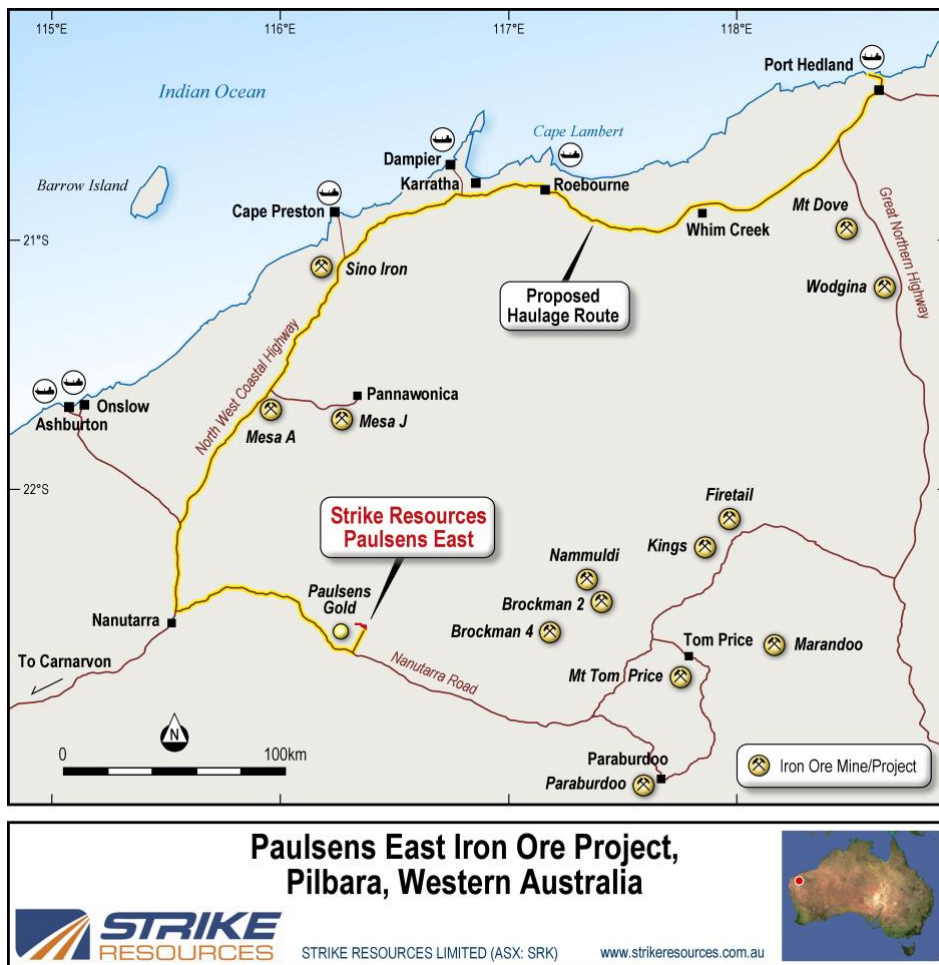 115°E
116°E
117°E
118°E
Port Hedland
Indian Ocean
Cape Lambert
Dampier
Karratha
Barrow Island
Roebourne
Cape Preston
Mt Dove
21°S
Whim Creek
Sino Iron
Great Northern Highway
Wodgina
Proposed
Haulage Route
North West Coastal Highway
Pannawonica
Onslow
Ashburton
Mesa A
Mesa J
22°S
Firetail
Strike Resources
Paulsens East
Kings
Nammuldi
Paulsens
Gold
Brockman 2
Nanutarra
Brockman 4
Tom Price
Marandoo
To Carnarvon
Nanutarra Road
Mt Tom Price
N
0
100km
Paraburdoo
Iron Ore Mine/Project
Paraburdoo
Paulsens East Iron Ore Project,
Pilbara, Western Australia
STRIKE
RESOURCES
STRIKE RESOURCES LIMITED (ASX: SRK)
www.strikeresources.com.au